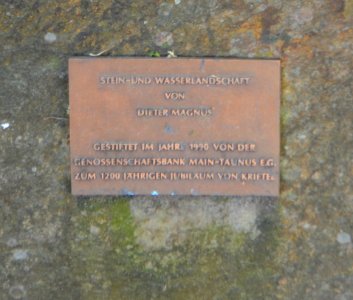 STEIN-UND WASSERLANDSCHAFT
VON
DIETER MAGNUS
GESTIFTET IM JAHR 1990 VON DER
GENOSSENSCHAFTSBANK MAIN-TAUNUS E.G.
ZUM 1200 JÄHRIGEN JUBILÄUM VON KRIFTEL